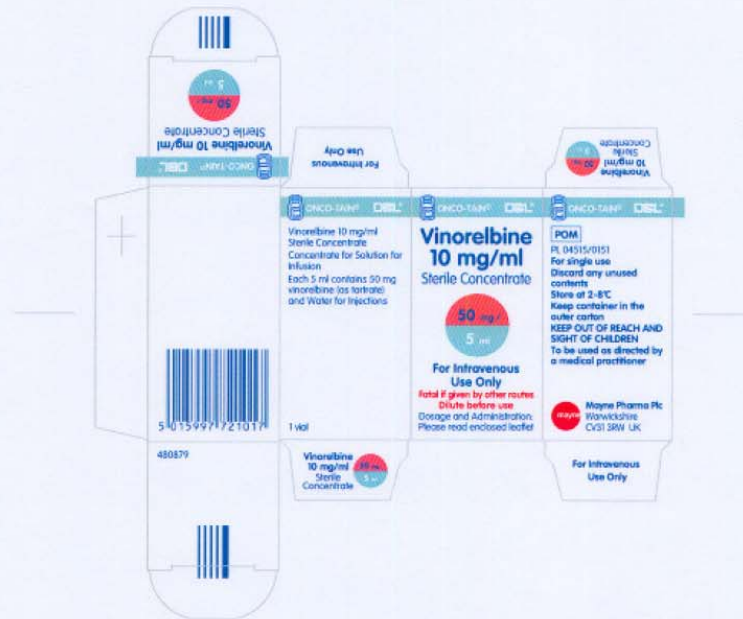 50 mg/
5 ml
Vinorelbine 10 mg/ml
Sterile Concentrate
ONCO-TAIN® DBL®
5 015997 721017
480879
For Intravenous
Use Only
ONCO-TAIN® DBL®
Vinorelbine 10 mg/ml
Sterile Concentrate
Concentrate for Solution for
Infusion
Each 5 ml contains 50 mg
vinorelbine (as tartrate)
and Water for Injections
1 vial
Vinorelbine
10 mg/ml
Sterile
Concentrate
5 ml
ONCO-TAIN® DBL®
Vinorelbine
10 mg/ml
Sterile Concentrate
50 mg/
5 ml
For Intravenous
Use Only
Fatal if given by other routes
Dilute before use
Dosage and Administration:
Please read enclosed leaflet
Vinorelbine
10 mg/ml
Sterile
Concentrate
ONCO-TAIN® DBL®
POM
PL 04515/0151
For single use
Discard any unused
contents
Store at 2-8°C
Keep container in the
outer carton
KEEP OUT OF REACH AND
SIGHT OF CHILDREN
To be used as directed by
a medical practitioner
mayne
Mayne Pharma Plc
Warwickshire
CV31 3RW UK
For Intravenous
Use Only